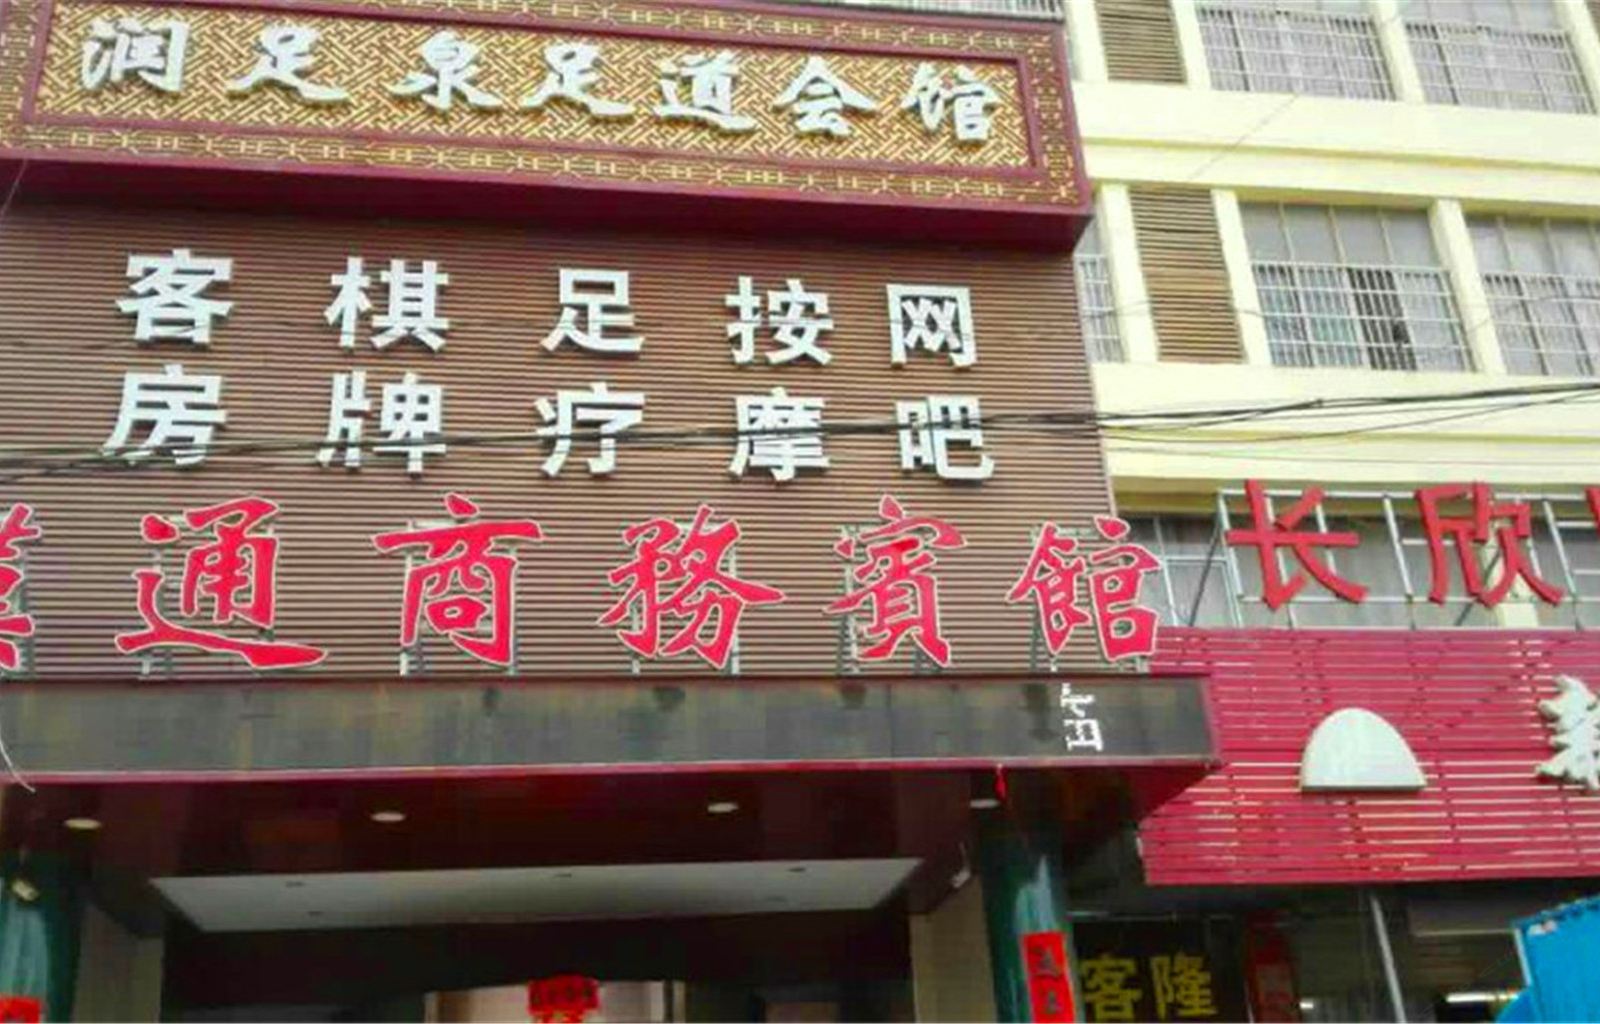 润足泉足道会馆
客房 棋牌 足疗 按摩 网吧
通商務賓館
长欣
客隆